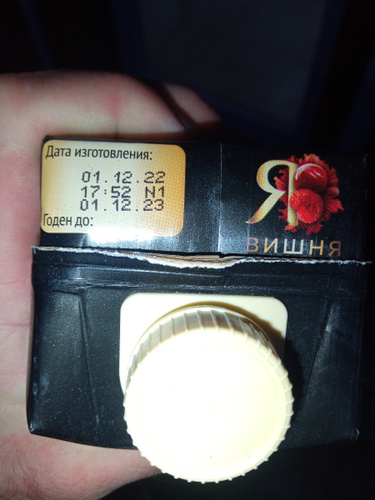 Дата изготовления:
01.12.22
17:52 N1
01.12.23
Годен до:
Я
ВИШНЯ